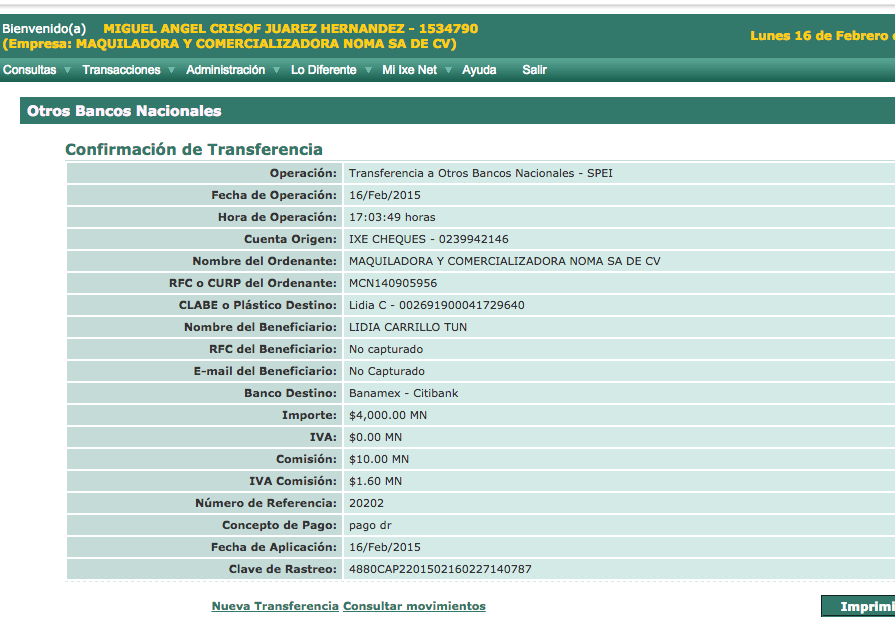 Bienvenido(a) MIGUEL ANGEL CRISOF JUAREZ HERNANDEZ - 1534790
(Empresa: MAQUILADORA Y COMERCIALIZADORA NOMA SA DE CV)
Lunes 16 de Febrero
Consultas Transacciones Administración Lo Diferente Mi Ixe Net Ayuda Salir
Otros Bancos Nacionales
Confirmación de Transferencia
Operación: Transferencia a Otros Bancos Nacionales - SPEI
Fecha de Operación: 16/Feb/2015
Hora de Operación: 17:03:49 horas
Cuenta Origen: IXE CHEQUES - 0239942146
Nombre del Ordenante: MAQUILADORA Y COMERCIALIZADORA NOMA SA DE CV
RFC o CURP del Ordenante: MCN140905956
CLABE o Plástico Destino: Lidia C - 002691900041729640
Nombre del Beneficiario: LIDIA CARRILLO TUN
RFC del Beneficiario: No capturado
E-mail del Beneficiario: No Capturado
Banco Destino: Banamex - Citibank
Importe: $4,000.00 MN
IVA: $0.00 MN
Comisión: $10.00 MN
IVA Comisión: $1.60 MN
Número de Referencia: 20202
Concepto de Pago: pago dr
Fecha de Aplicación: 16/Feb/2015
Clave de Rastreo: 4880CAP2201502160227140787
Nueva Transferencia Consultar movimientos
Imprimi